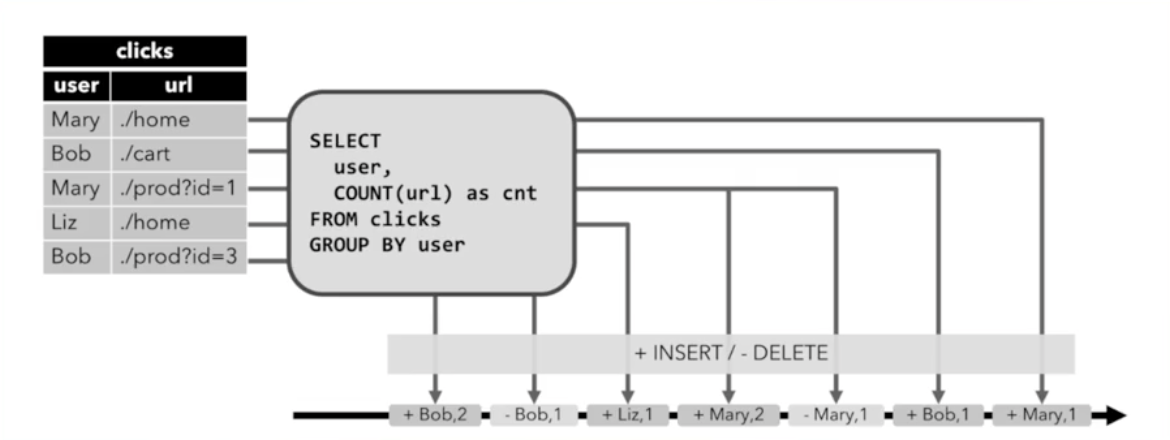 clicks
user url
Mary ./home
Bob ./cart
Mary ./prod?id=1
Liz ./home
Bob ./prod?id=3
SELECT
user,
COUNT(url) as cnt
FROM clicks
GROUP BY user
+ INSERT / - DELETE
+ Bob,2 - Bob,1 + Liz,1 + Mary,2 - Mary,1 + Bob,1 + Mary,1